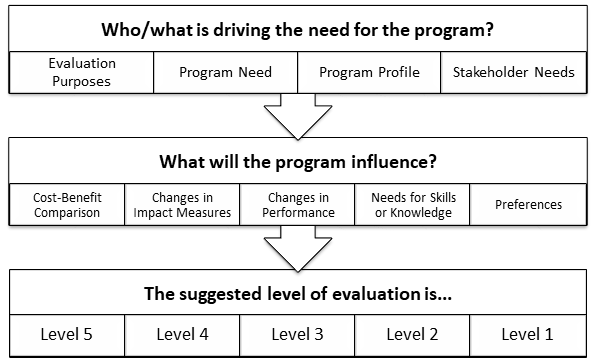 Who/what is driving the need for the program?
Evaluation
Purposes
Program Need
Program Profile
Stakeholder Needs
What will the program influence?
Cost-Benefit
Comparison
Changes in
Impact Measures
Changes in
Performance
Needs for Skills
or Knowledge
Preferences
The suggested level of evaluation is...
Level 5
Level 4
Level 3
Level 2
Level 1